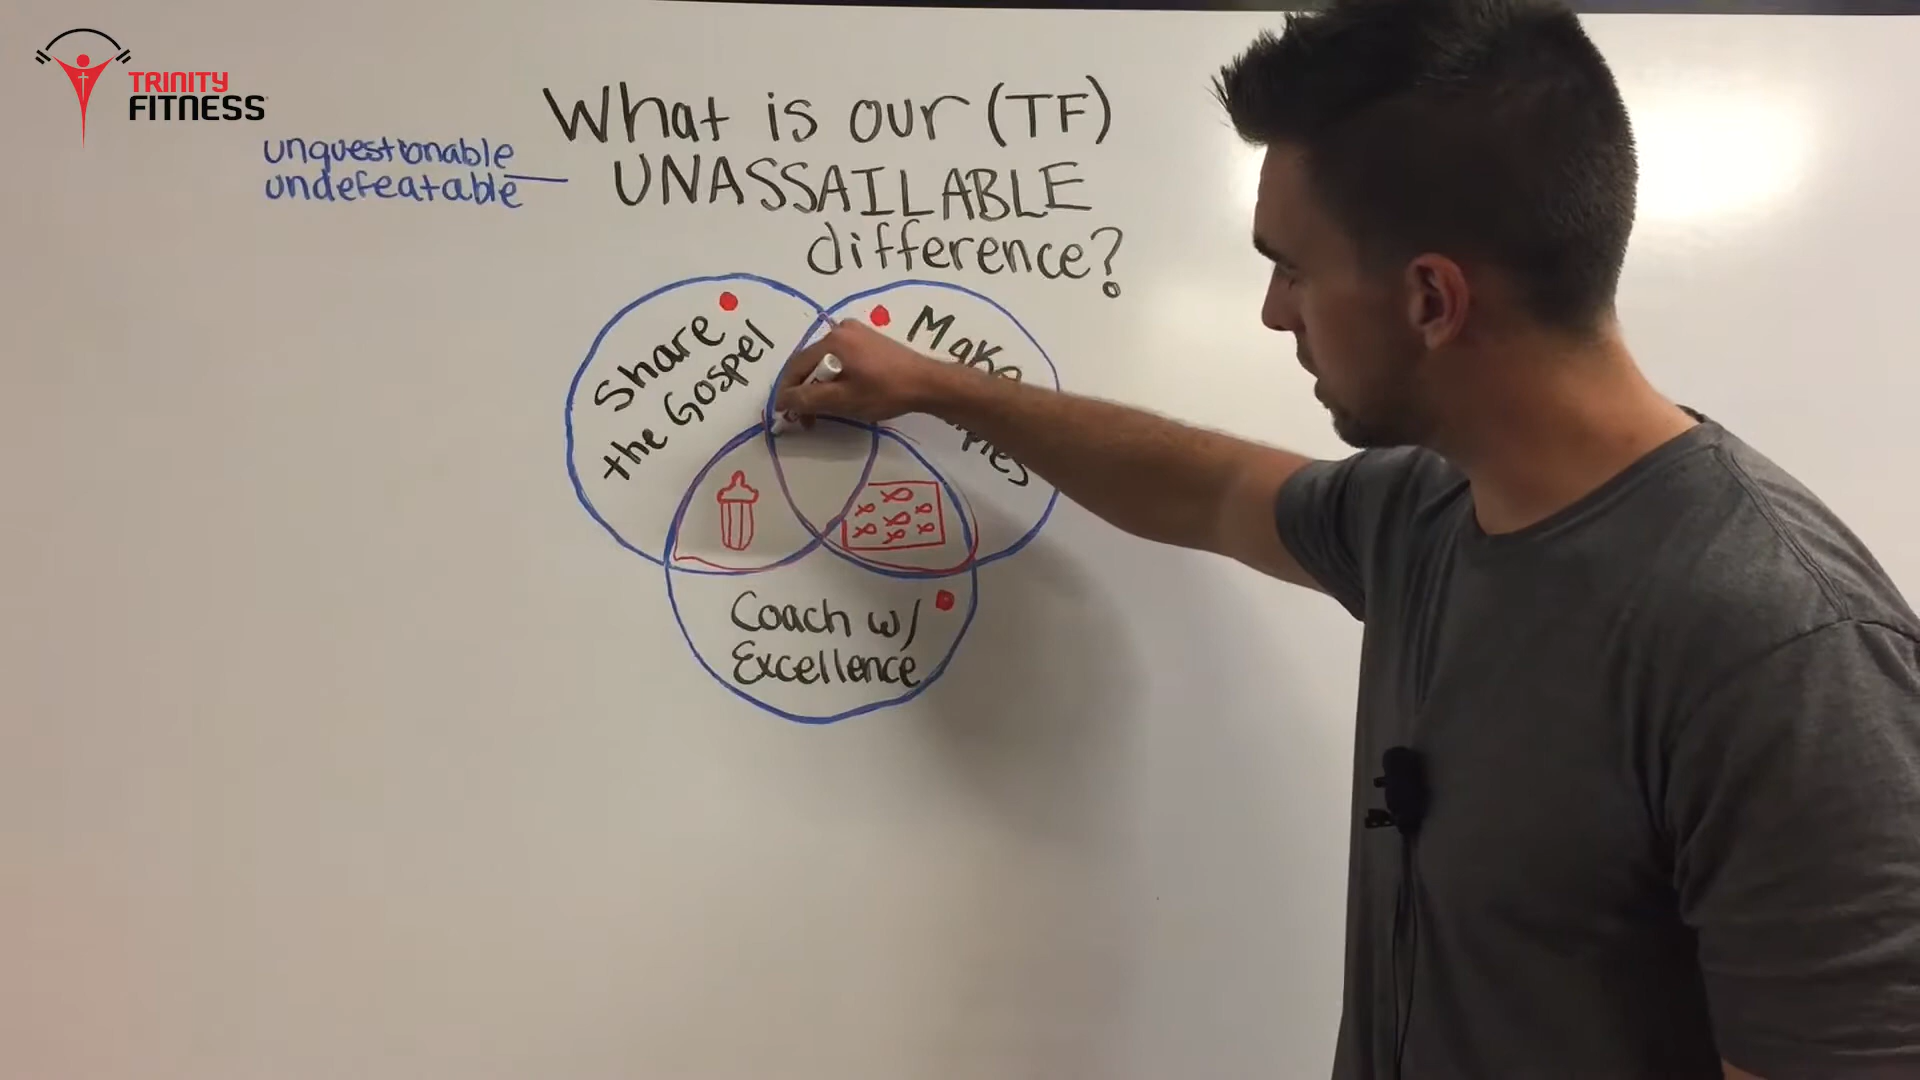 TRINITY
FITNESS
unquestionable
undefeatable
What is our (TF)
UNASSAILABLE
difference?
Share
the Gospel
Make
Coach w/
Excellence